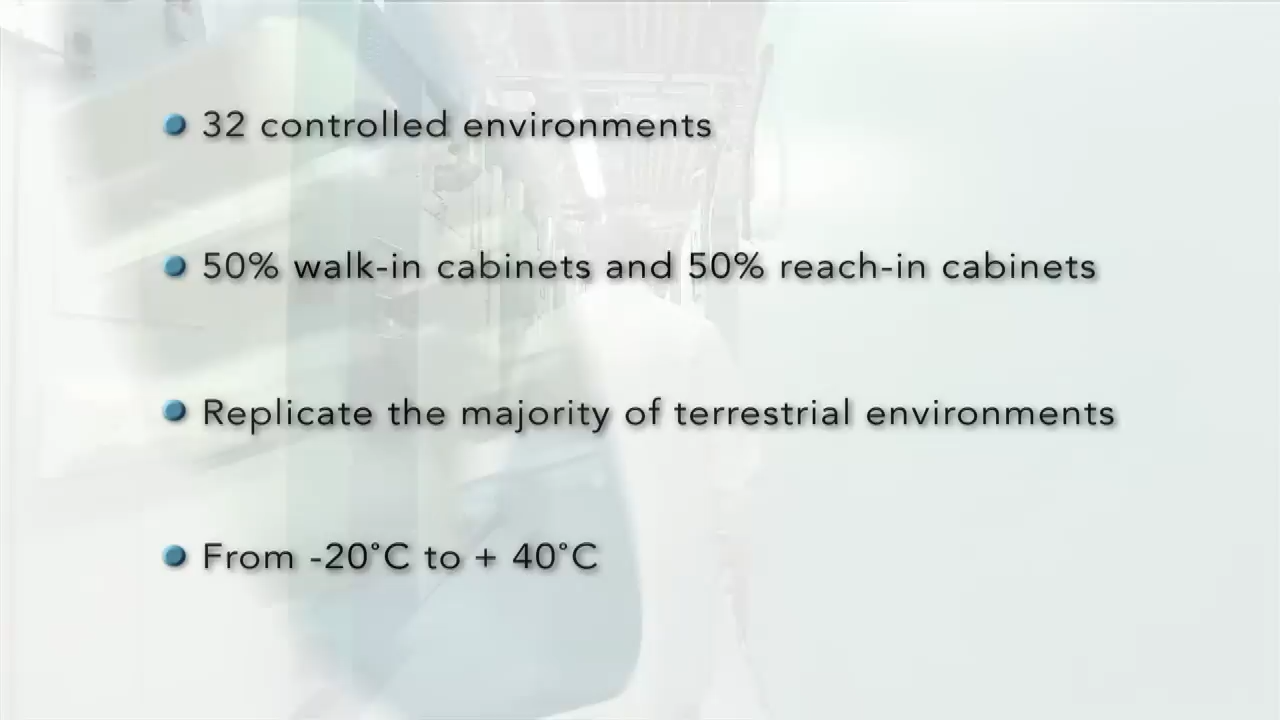 32 controlled environments
50% walk-in cabinets and 50% reach-in cabinets
Replicate the majority of terrestrial environments
From -20°C to + 40°C